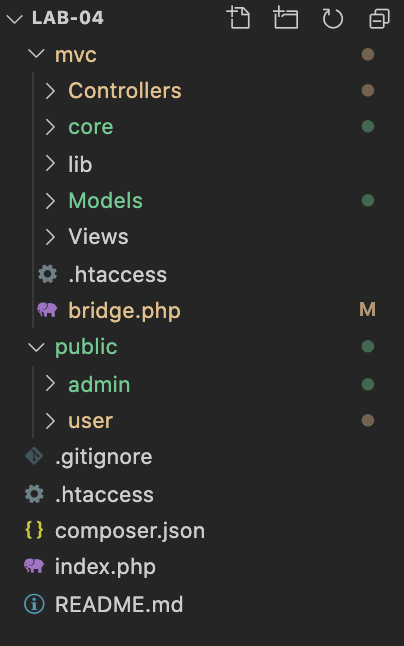 LAB-04
mvc
Controllers
core
lib
Models
Views
.htaccess
bridge.php M
public
admin
user
.gitignore
.htaccess
{} composer.json
index.php
README.md